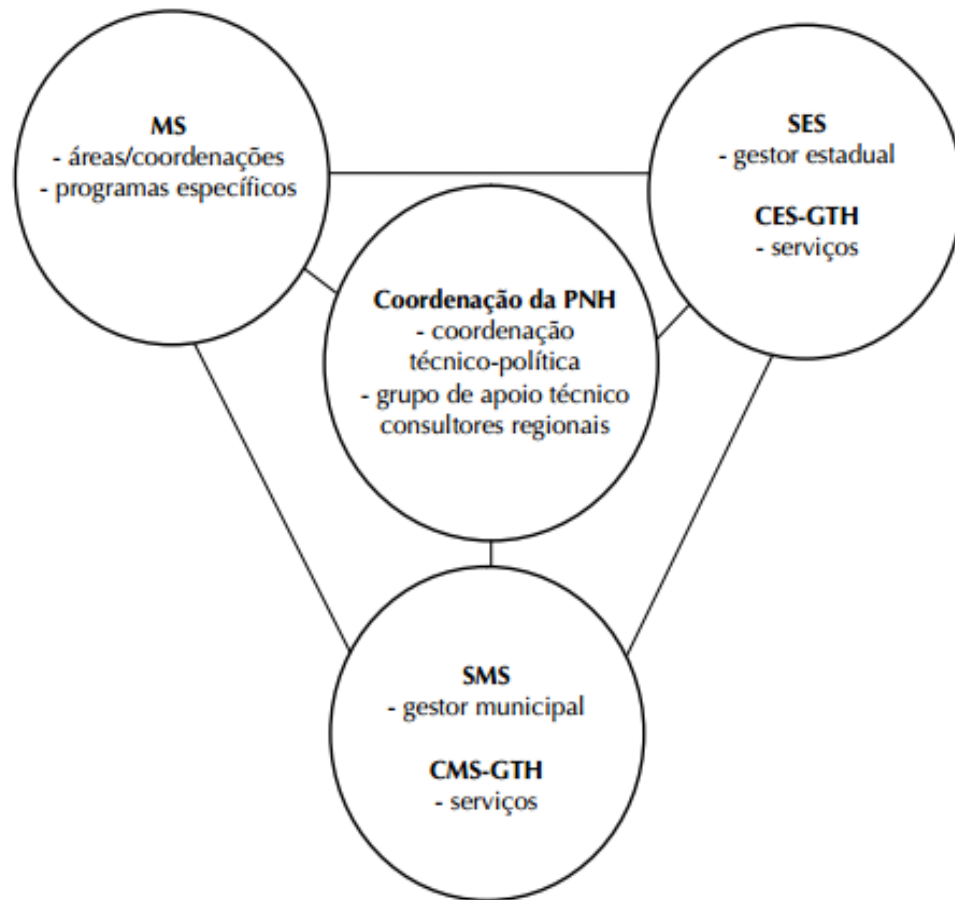 MS
- áreas/coordenações
- programas específicos
SES
- gestor estadual
CES-GTH
- serviços
Coordenação da PNH
- coordenação
técnico-política
- grupo de apoio técnico
consultores regionais
SMS
- gestor municipal
CMS-GTH
- serviços